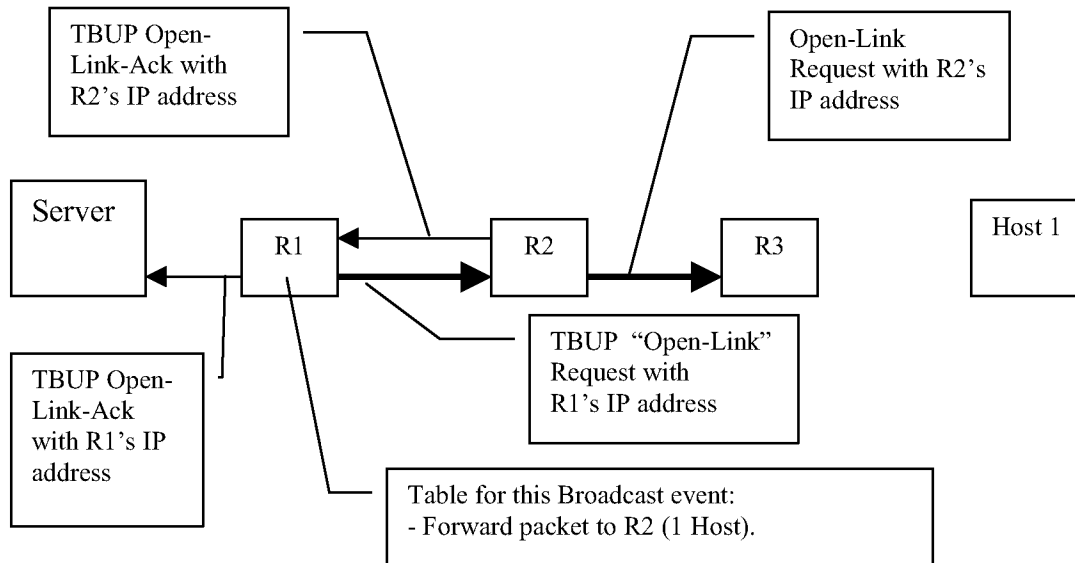 TBUP Open-
Link-Ack with
R2’s IP address
Open-Link
Request with R2’s
IP address
Server
R1
R2
R3
Host 1
TBUP Open-
Link-Ack
with R1’s IP
address
TBUP “Open-Link”
Request with
R1’s IP address
Table for this Broadcast event:
- Forward packet to R2 (1 Host).